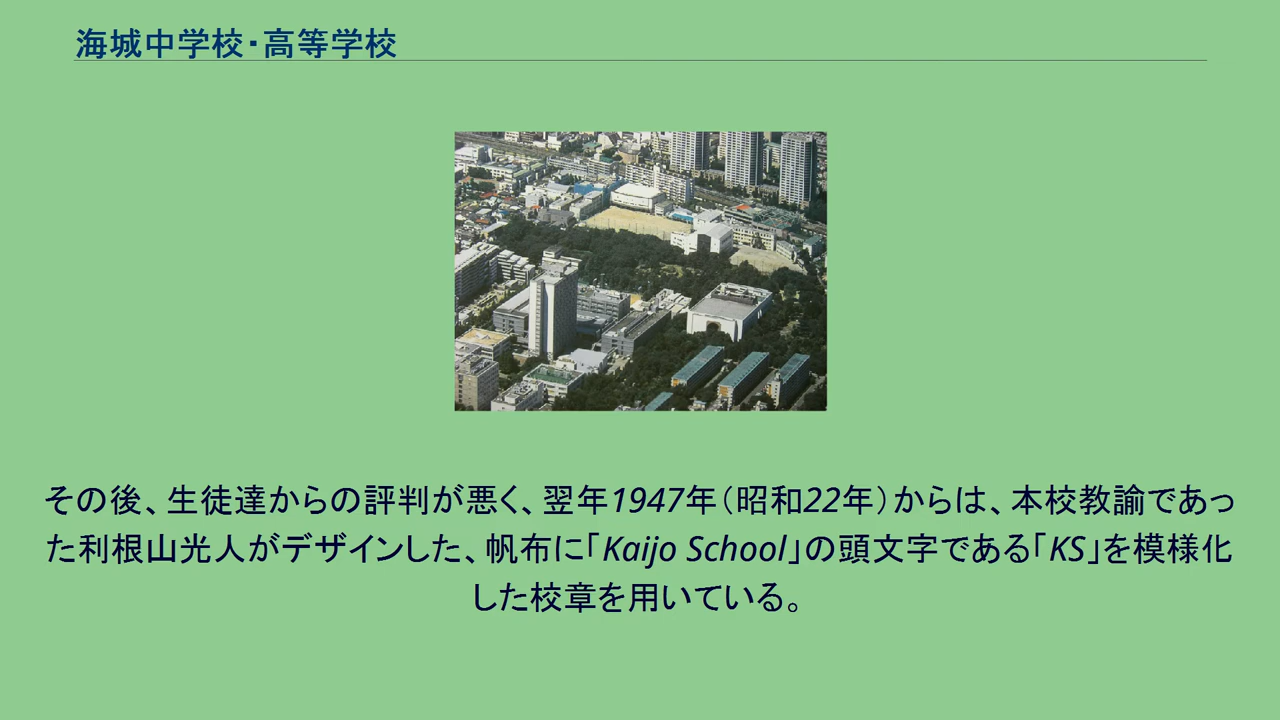 海城中学校・高等学校
その後、生徒達からの評判が悪く、翌年1947年（昭和22年）からは、本校教諭であっ
た利根山光人がデザインした、帆布に「Kaijo School」の頭文字である「KS」を模様化
した校章を用いている。